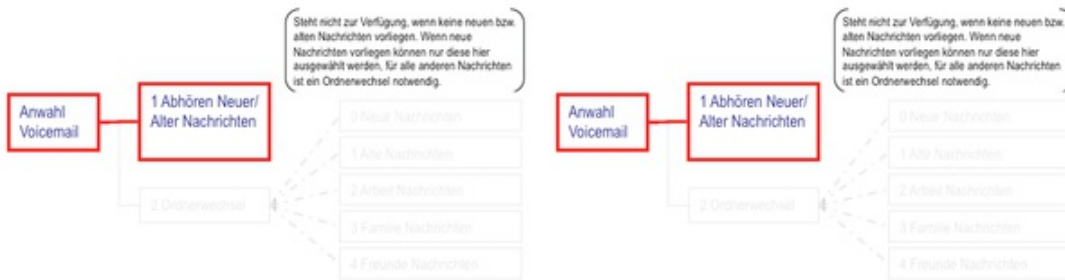 Steht nicht zur Verfügung, wenn keine neuen bzw.
alten Nachrichten vorliegen. Wenn neue
Nachrichten vorliegen können nur diese hier
ausgewählt werden, für alle anderen Nachrichten
ist ein Ordnerwechsel notwendig.
Anwahl
Voicemail
1 Abhören Neuer/
Alter Nachrichten
0 Neue Nachrichten
1 Alte Nachrichten
2 Arbeit Nachrichten
2 Ordnerwechsel
3 Familie Nachrichten
4 Freunde Nachrichten
Steht nicht zur Verfügung, wenn keine neuen bzw.
alten Nachrichten vorliegen. Wenn neue
Nachrichten vorliegen können nur diese hier
ausgewählt werden, für alle anderen Nachrichten
ist ein Ordnerwechsel notwendig.
Anwahl
Voicemail
1 Abhören Neuer/
Alter Nachrichten
0 Neue Nachrichten
1 Alte Nachrichten
2 Arbeit Nachrichten
2 Ordnerwechsel
3 Familie Nachrichten
4 Freunde Nachrichten